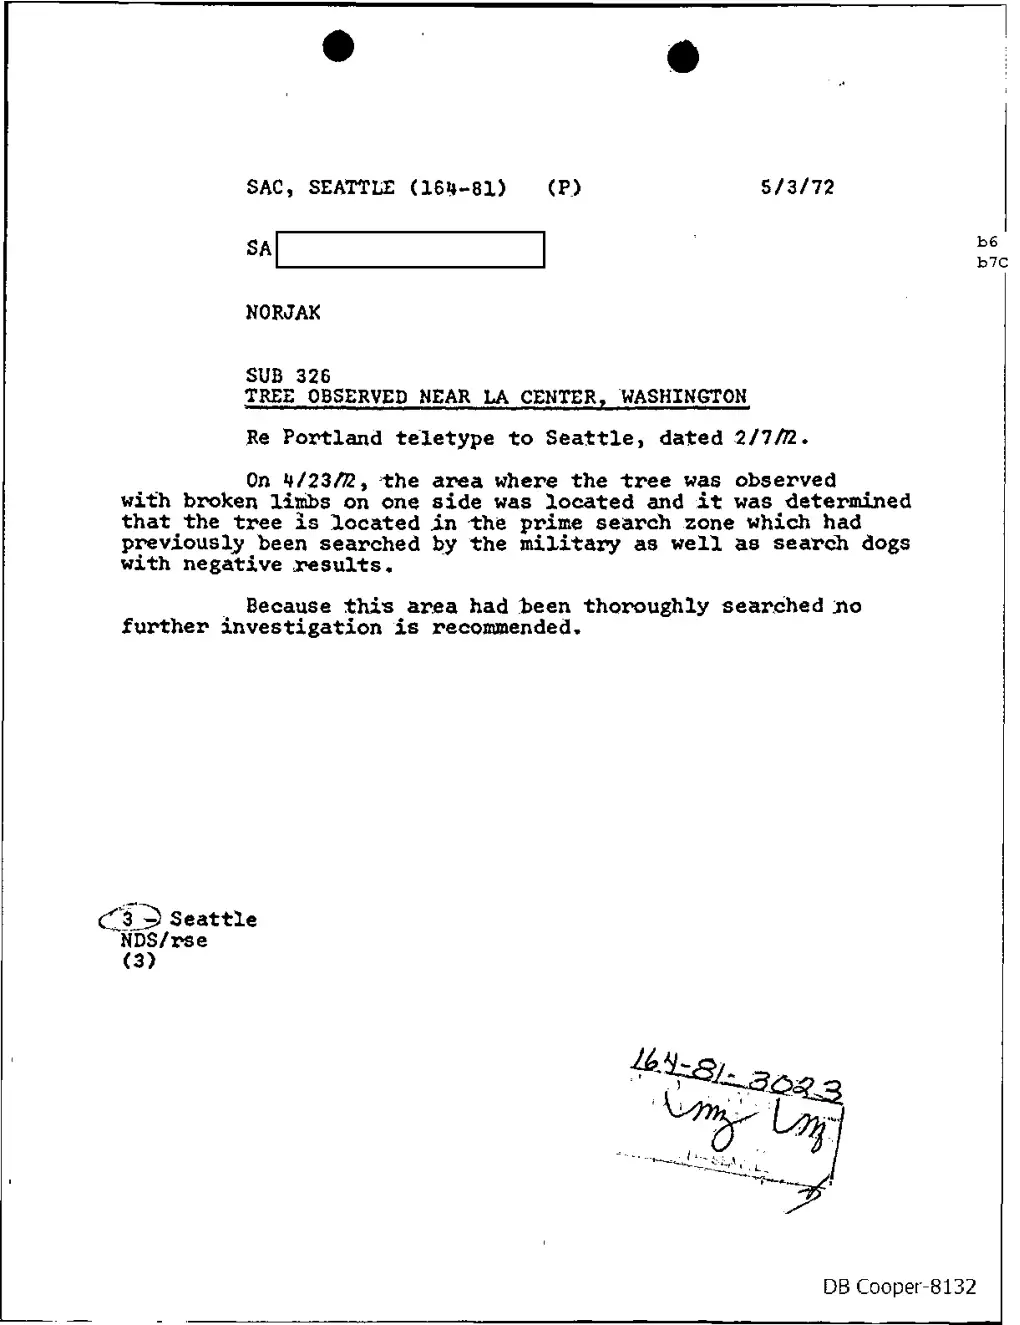 SAC, SEATTLE (164-81) (P) 5/3/72
SA
b6
b7C
NORJAK
SUB 326
TREE OBSERVED NEAR LA CENTER, WASHINGTON
Re Portland teletype to Seattle, dated 2/7/72.
On 4/23/72, the area where the tree was observed
with broken limbs on one side was located and it was determined
that the tree is located in the prime search zone which had
previously been searched by the military as well as search dogs
with negative results.
Because this area had been thoroughly searched no
further investigation is recommended.
3 - Seattle
NDS/rse
(3)
164-81-3023
DB Cooper-8132